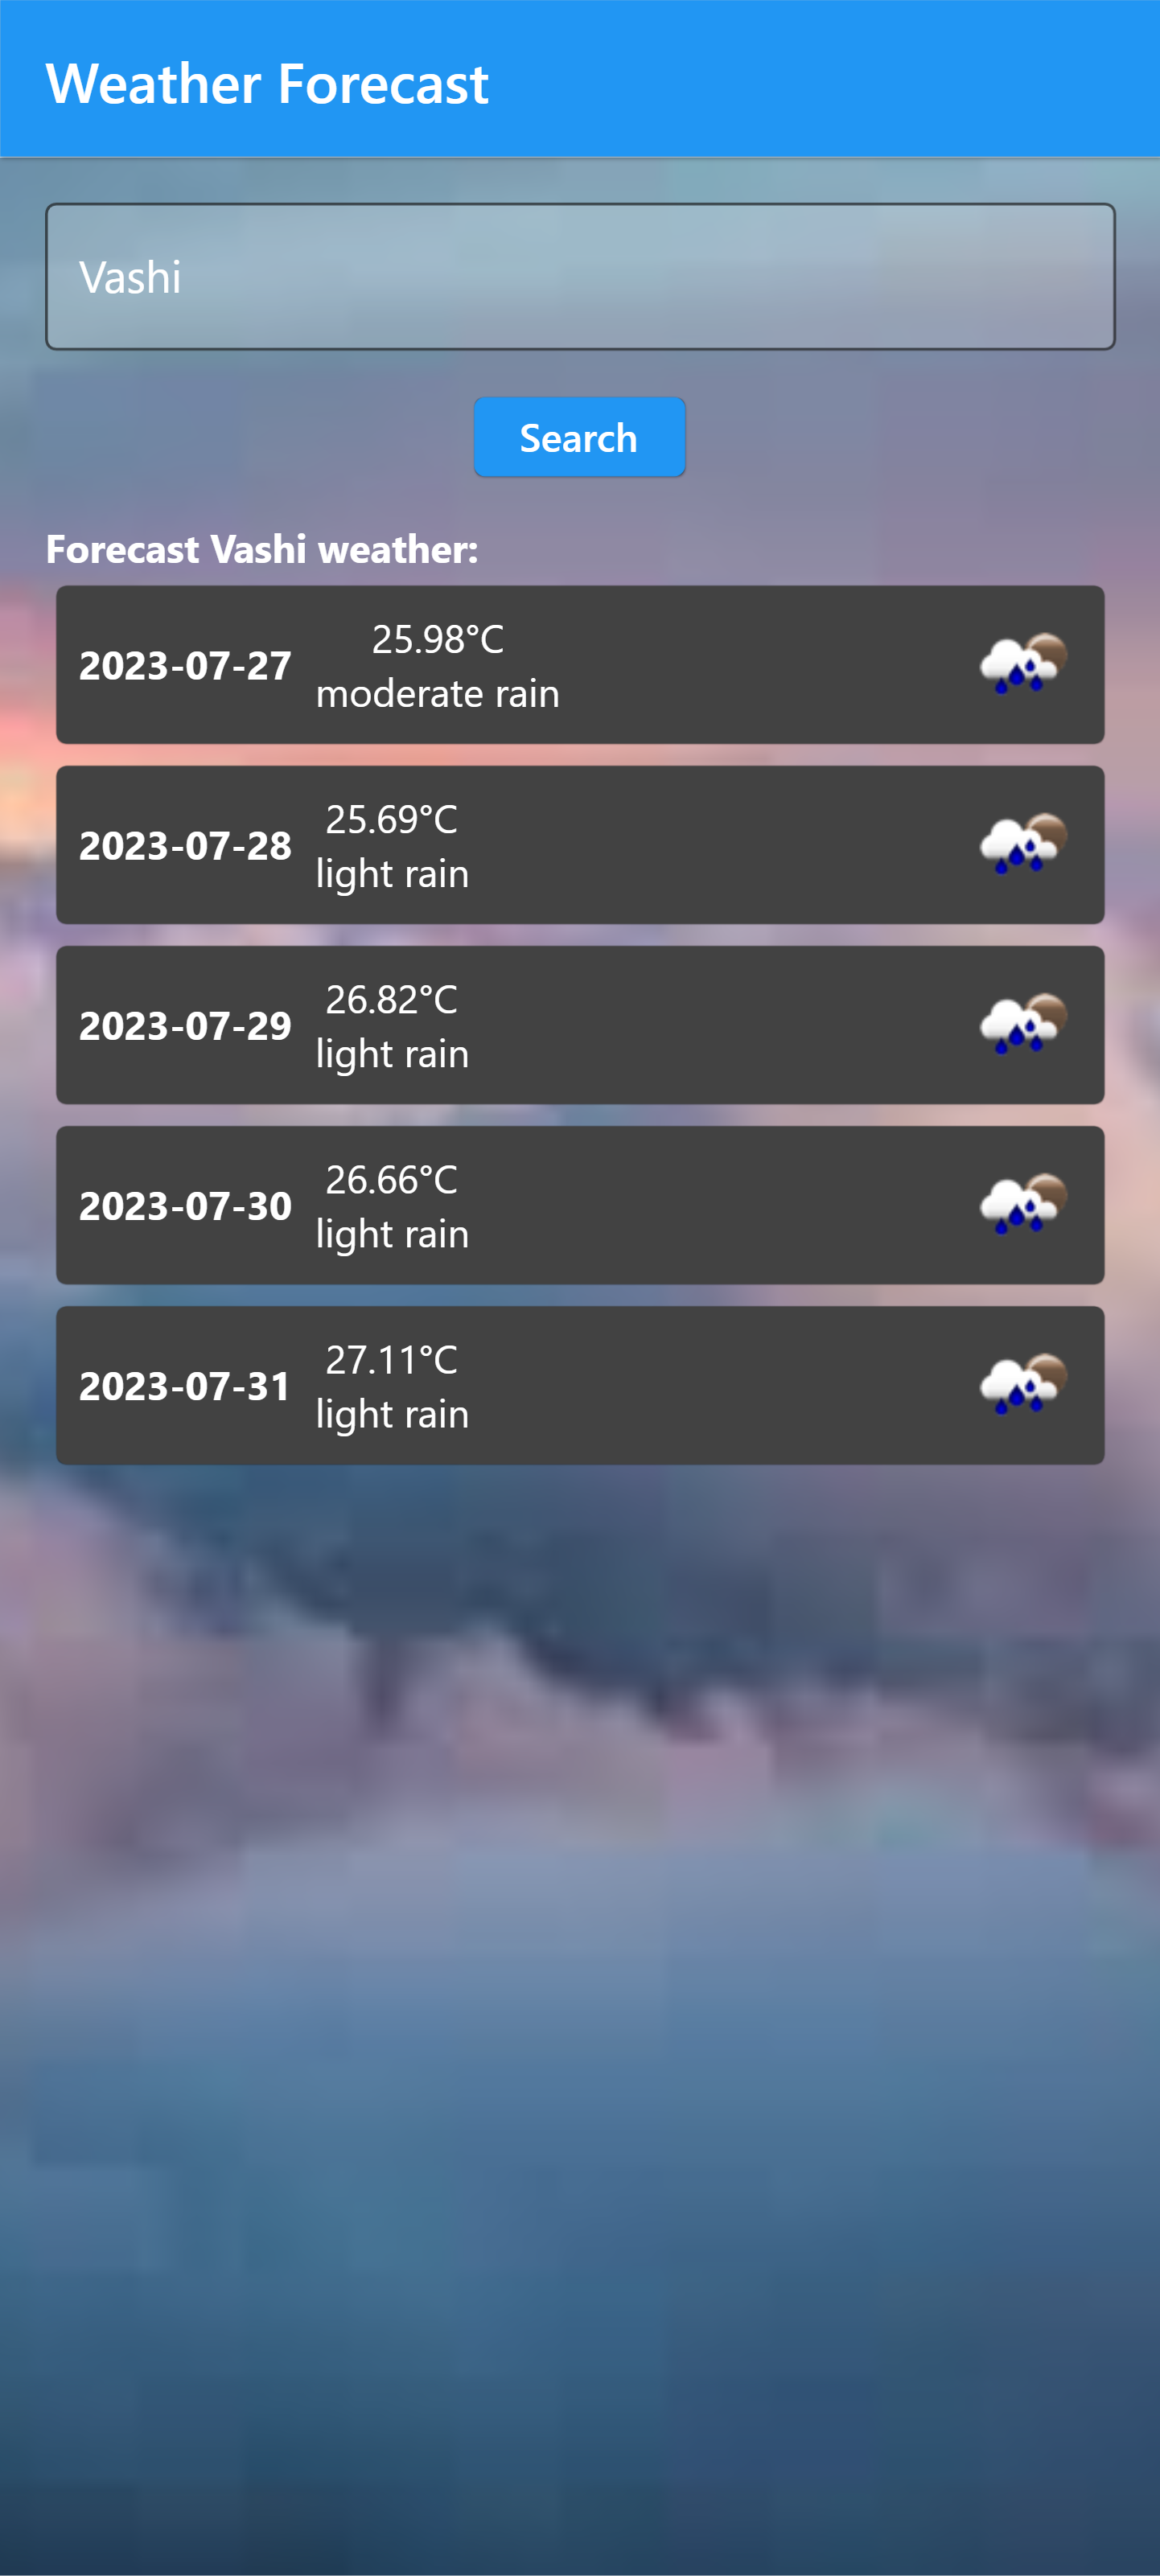 Weather Forecast
Vashi
Search
Forecast Vashi weather:
2023-07-27
25.98°C
moderate rain
2023-07-28
25.69°C
light rain
2023-07-29
26.82°C
light rain
2023-07-30
26.66°C
light rain
2023-07-31
27.11°C
light rain